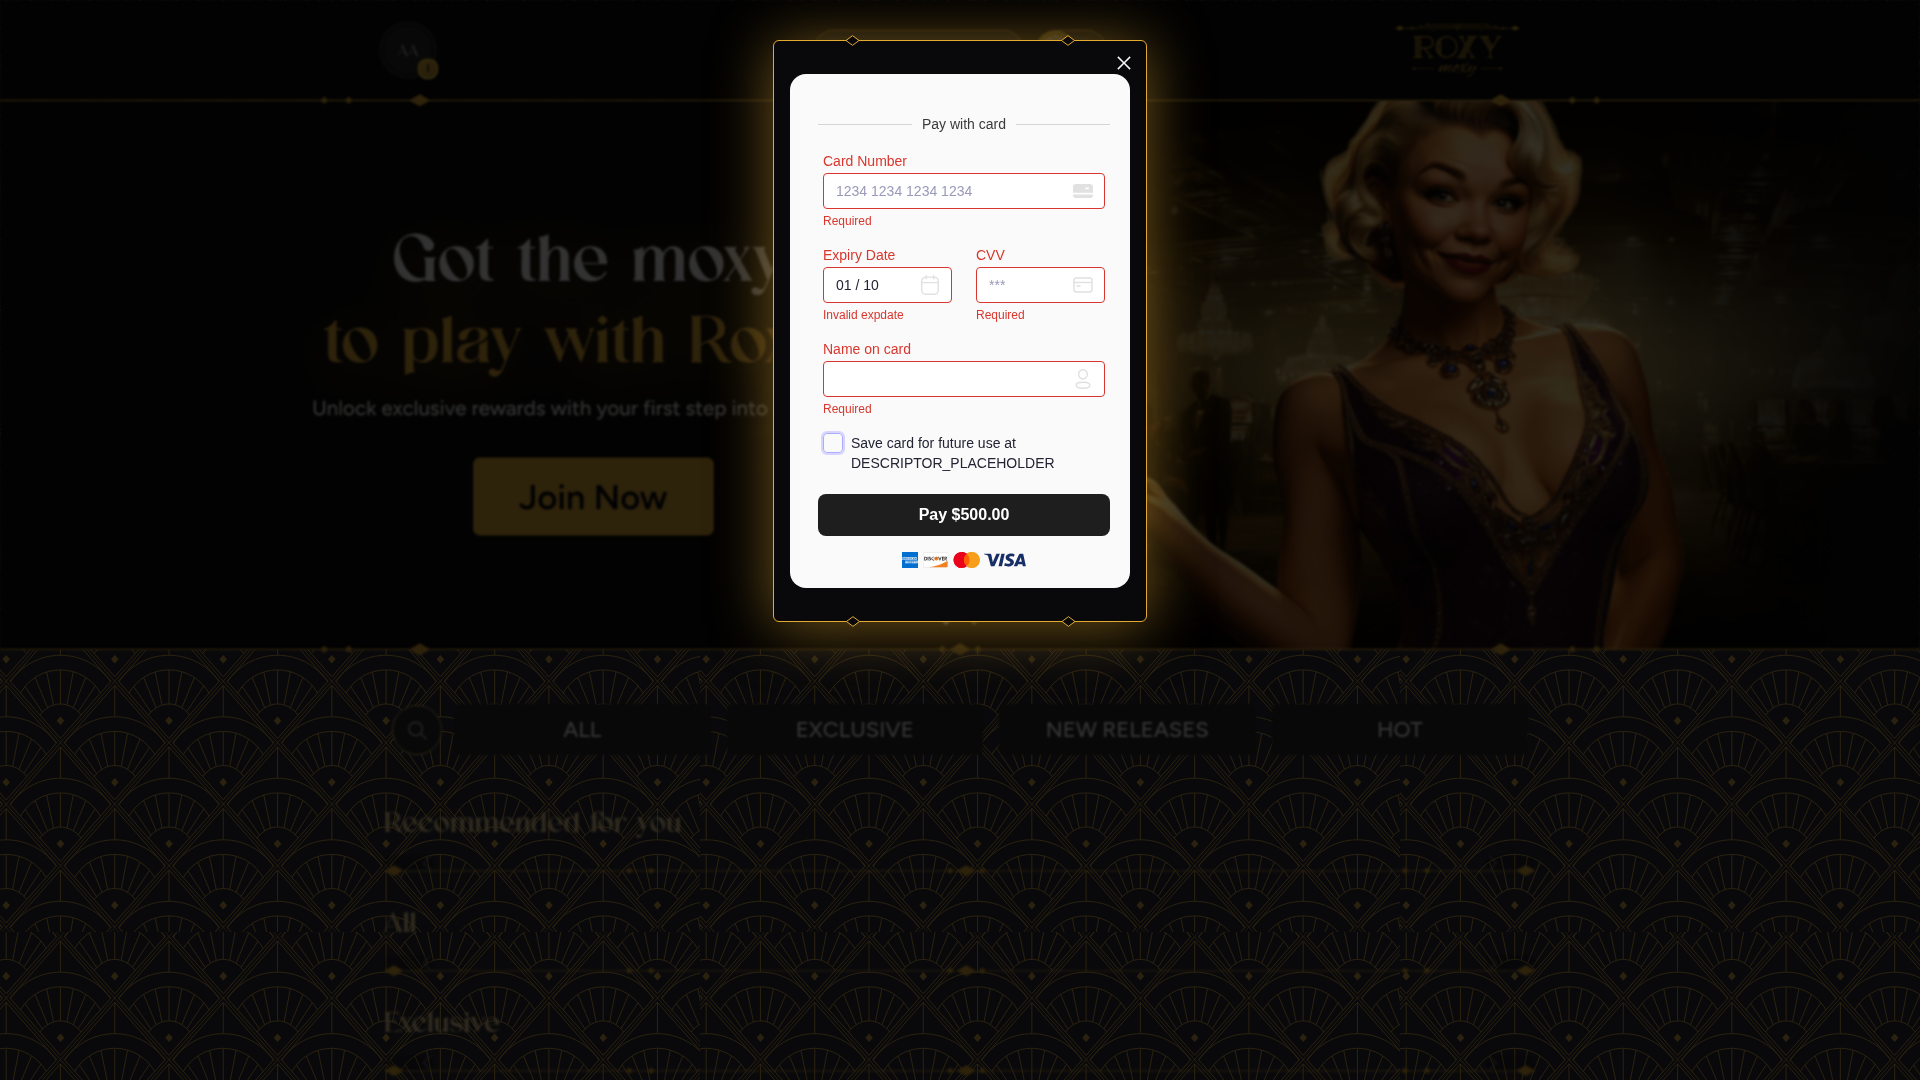 AA
ROXY
moxy
Pay with card
Card Number
1234 1234 1234 1234
Required
Expiry Date
CVV
01 / 10
***
Invalid expdate
Required
Name on card
Required
Save card for future use at
DESCRIPTOR_PLACEHOLDER
Pay $500.00
DISCOVER
VISA
Got the moxy
to play with Rox
Unlock exclusive rewards with your first step into
Join Now
ALL
EXCLUSIVE
NEW RELEASES
HOT
Recommended for you
All
Exclusive